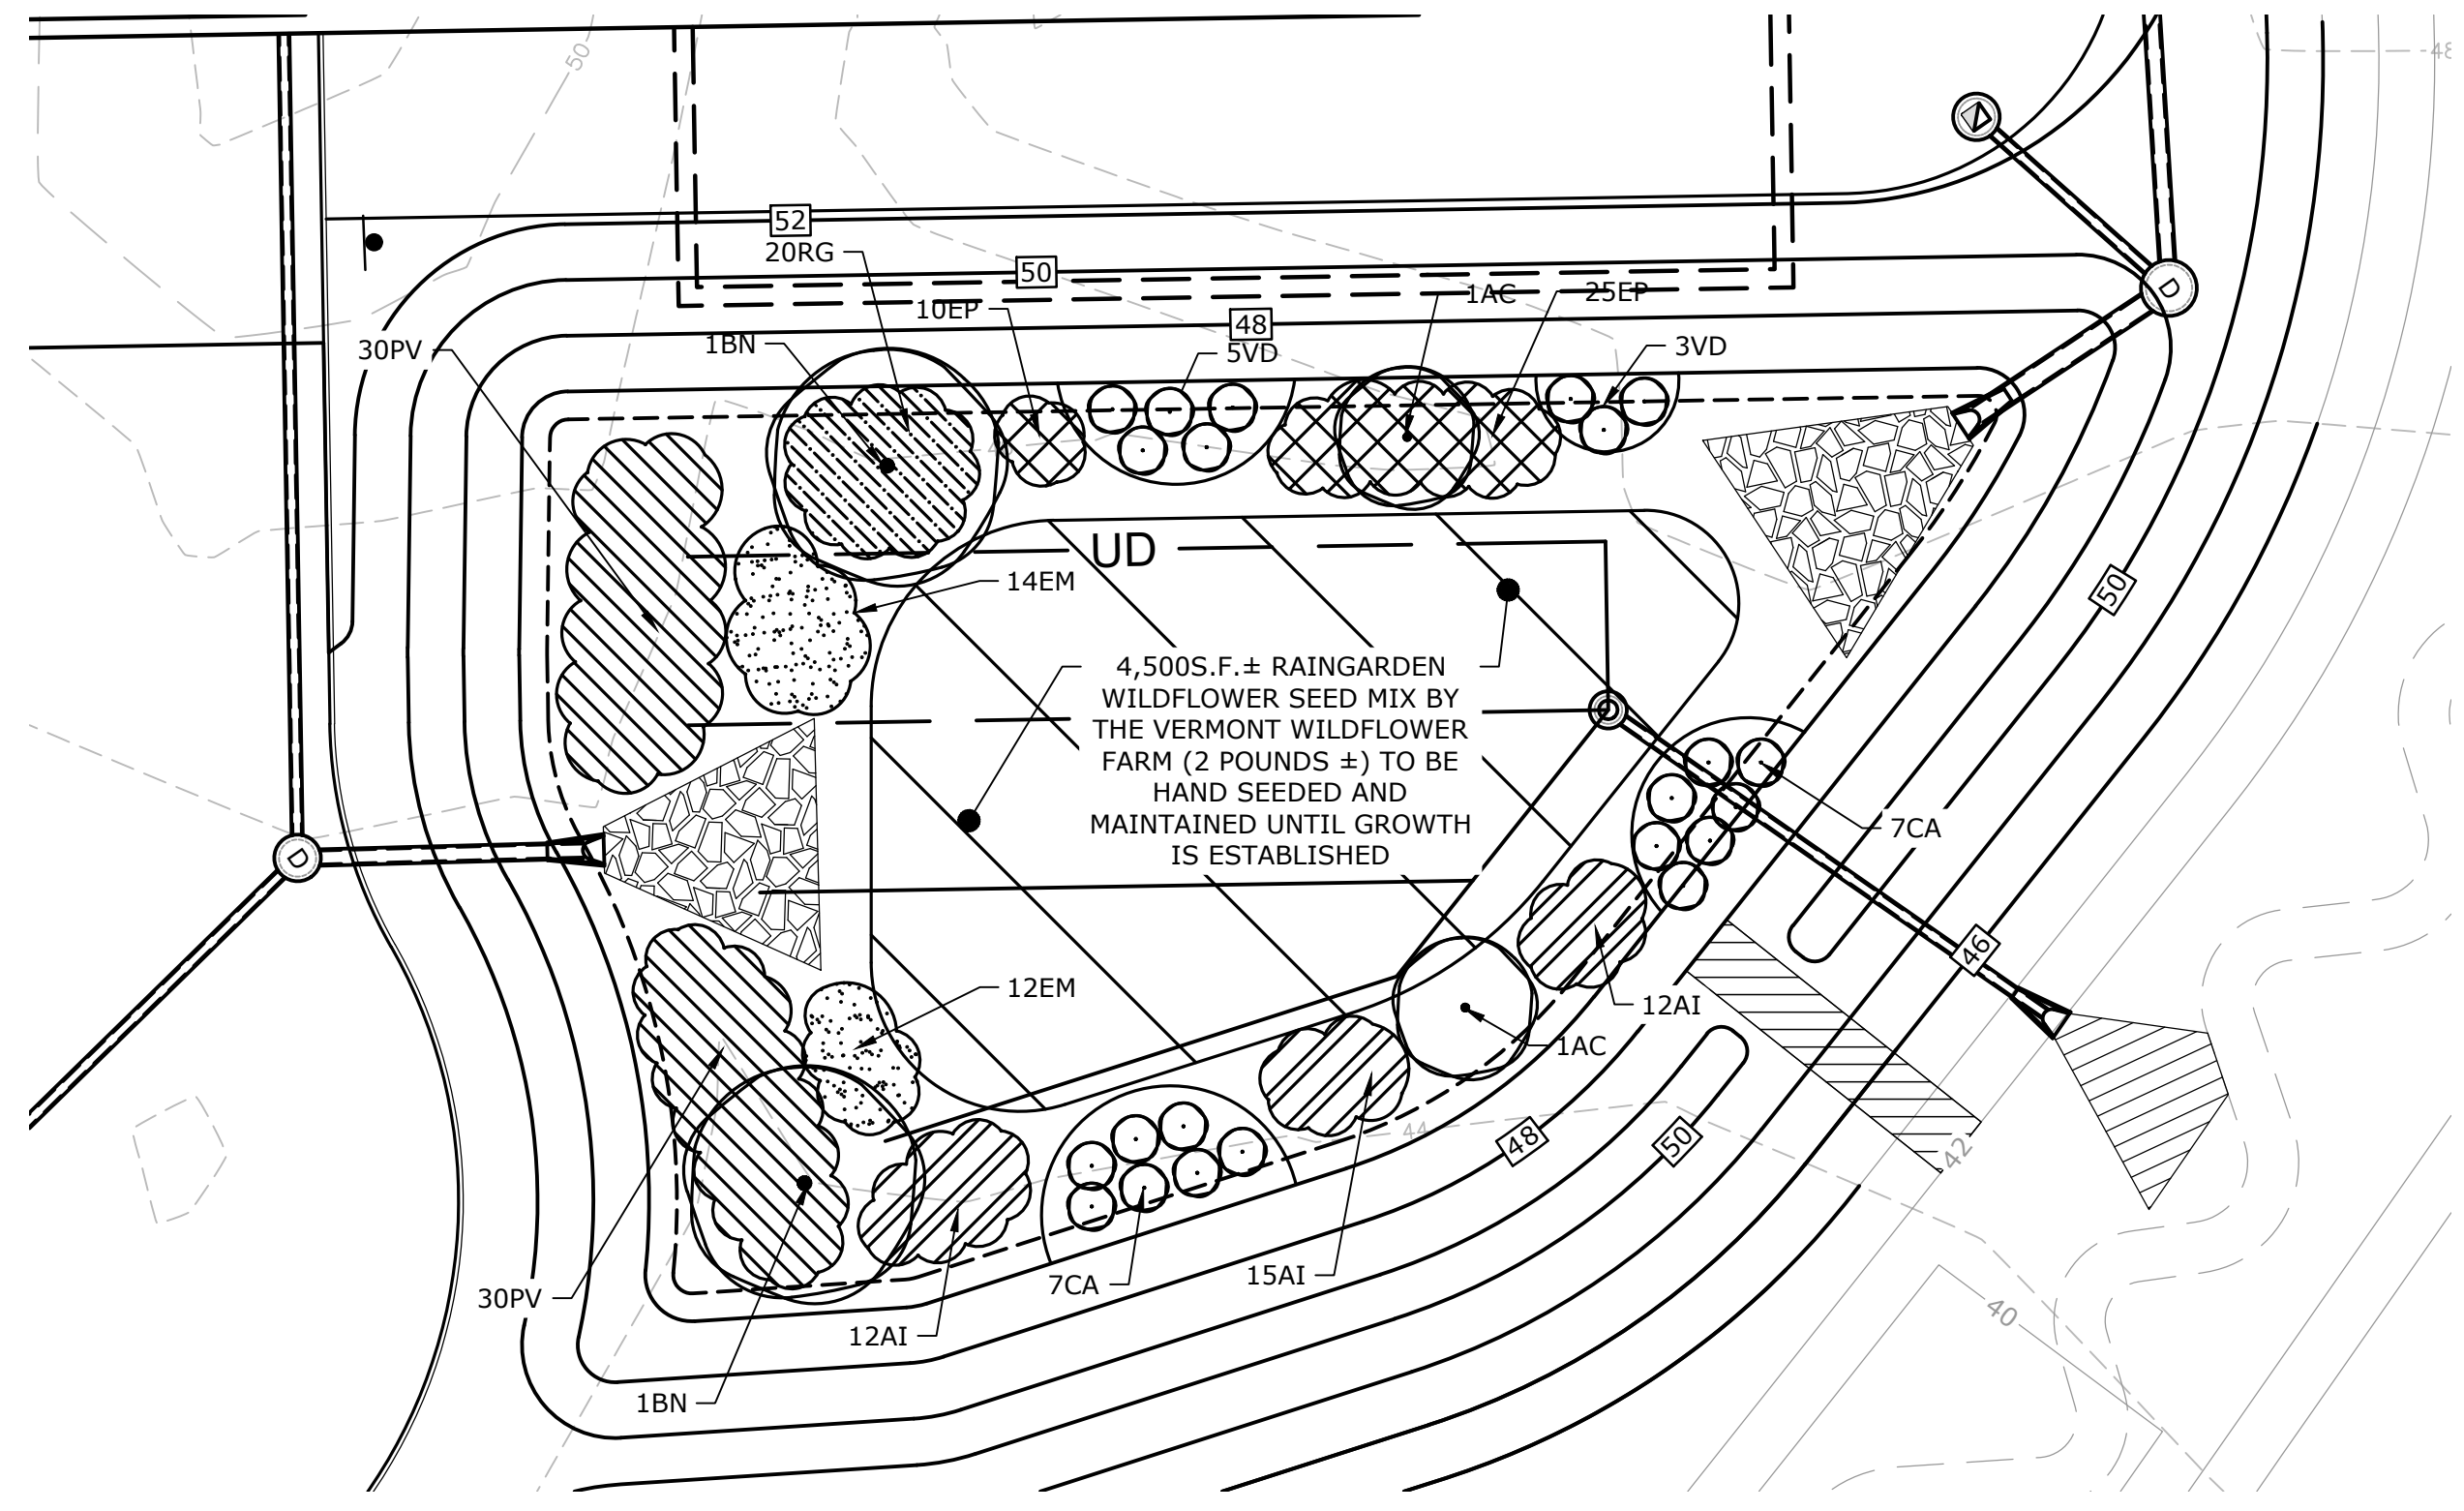 50
48
52
20RG
50
10EP
1AC
25EP
48
1BN
5VD
3VD
30PV
D
UD
14EM
50
4,500S.F.± RAINGARDEN
WILDFLOWER SEED MIX BY
THE VERMONT WILDFLOWER
FARM (2 POUNDS ±) TO BE
HAND SEEDED AND
MAINTAINED UNTIL GROWTH
IS ESTABLISHED
7CA
D
46
12EM
12AI
1AC
44
48
50
42
15AI
7CA
30PV
40
12AI
1BN